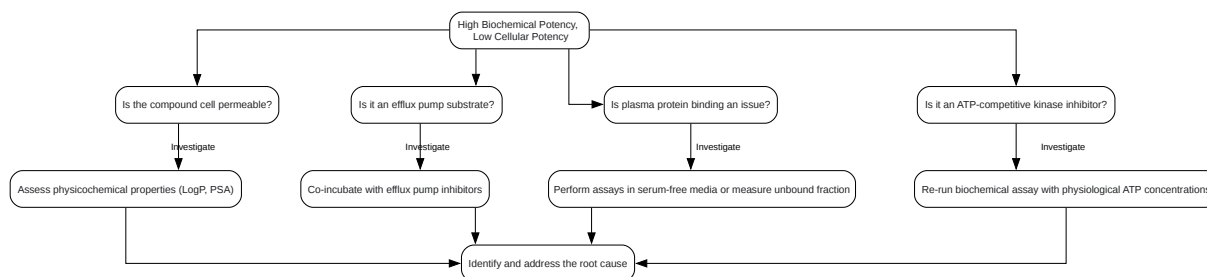 High Biochemical Potency,
Low Cellular Potency
Is the compound cell permeable?
Is it an efflux pump substrate?
Is plasma protein binding an issue?
Is it an ATP-competitive kinase inhibitor?
Investigate
Investigate
Investigate
Investigate
Assess physicochemical properties (LogP, PSA)
Co-incubate with efflux pump inhibitors
Perform assays in serum-free media or measure unbound fraction
Re-run biochemical assay with physiological ATP concentrations
Identify and address the root cause